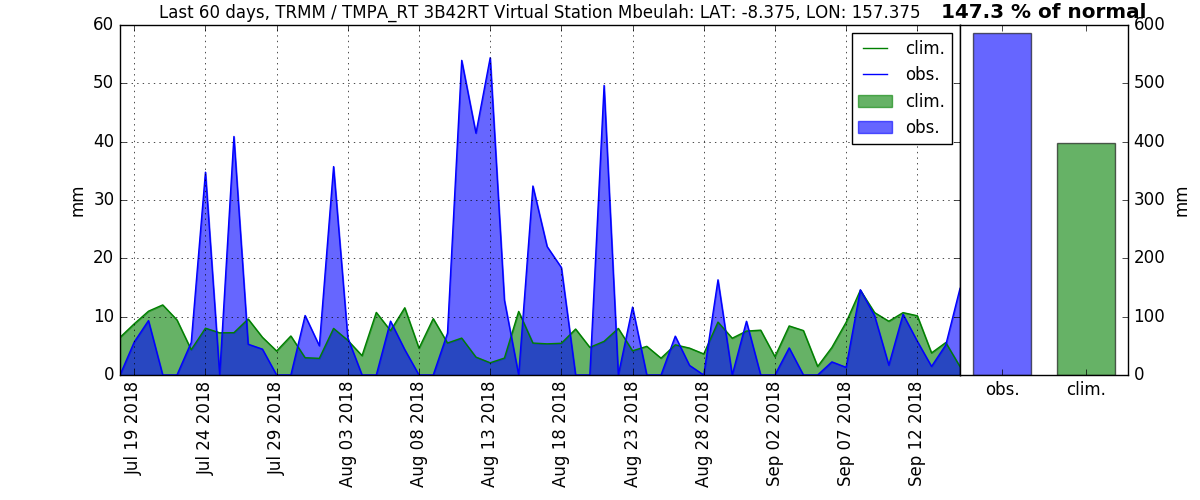 Last 60 days, TRMM / TMPA_RT 3B42RT Virtual Station Mbeulah: LAT: -8.375, LON: 157.375
147.3 % of normal
60
50
40
30
20
10
0
mm
clim.
obs.
clim.
obs.
600
500
400
300
200
100
0
mm
Jul 19 2018
Jul 24 2018
Jul 29 2018
Aug 03 2018
Aug 08 2018
Aug 13 2018
Aug 18 2018
Aug 23 2018
Aug 28 2018
Sep 02 2018
Sep 07 2018
Sep 12 2018
obs.
clim.